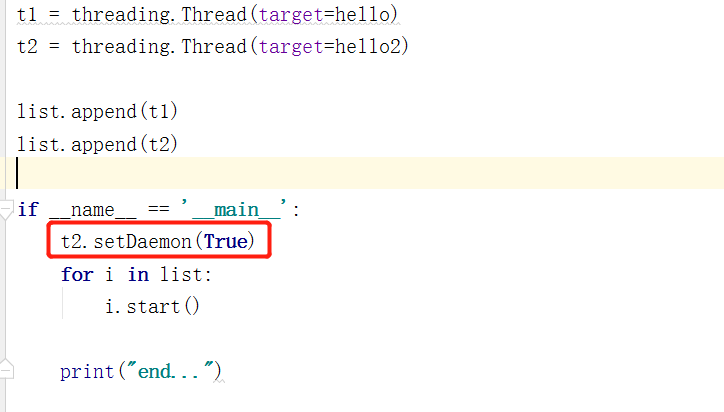 t1 = threading.Thread(target=hello)
t2 = threading.Thread(target=hello2)
list.append(t1)
list.append(t2)
if __name__ == '__main__':
t2.setDaemon(True)
for i in list:
i.start()
print("end...")